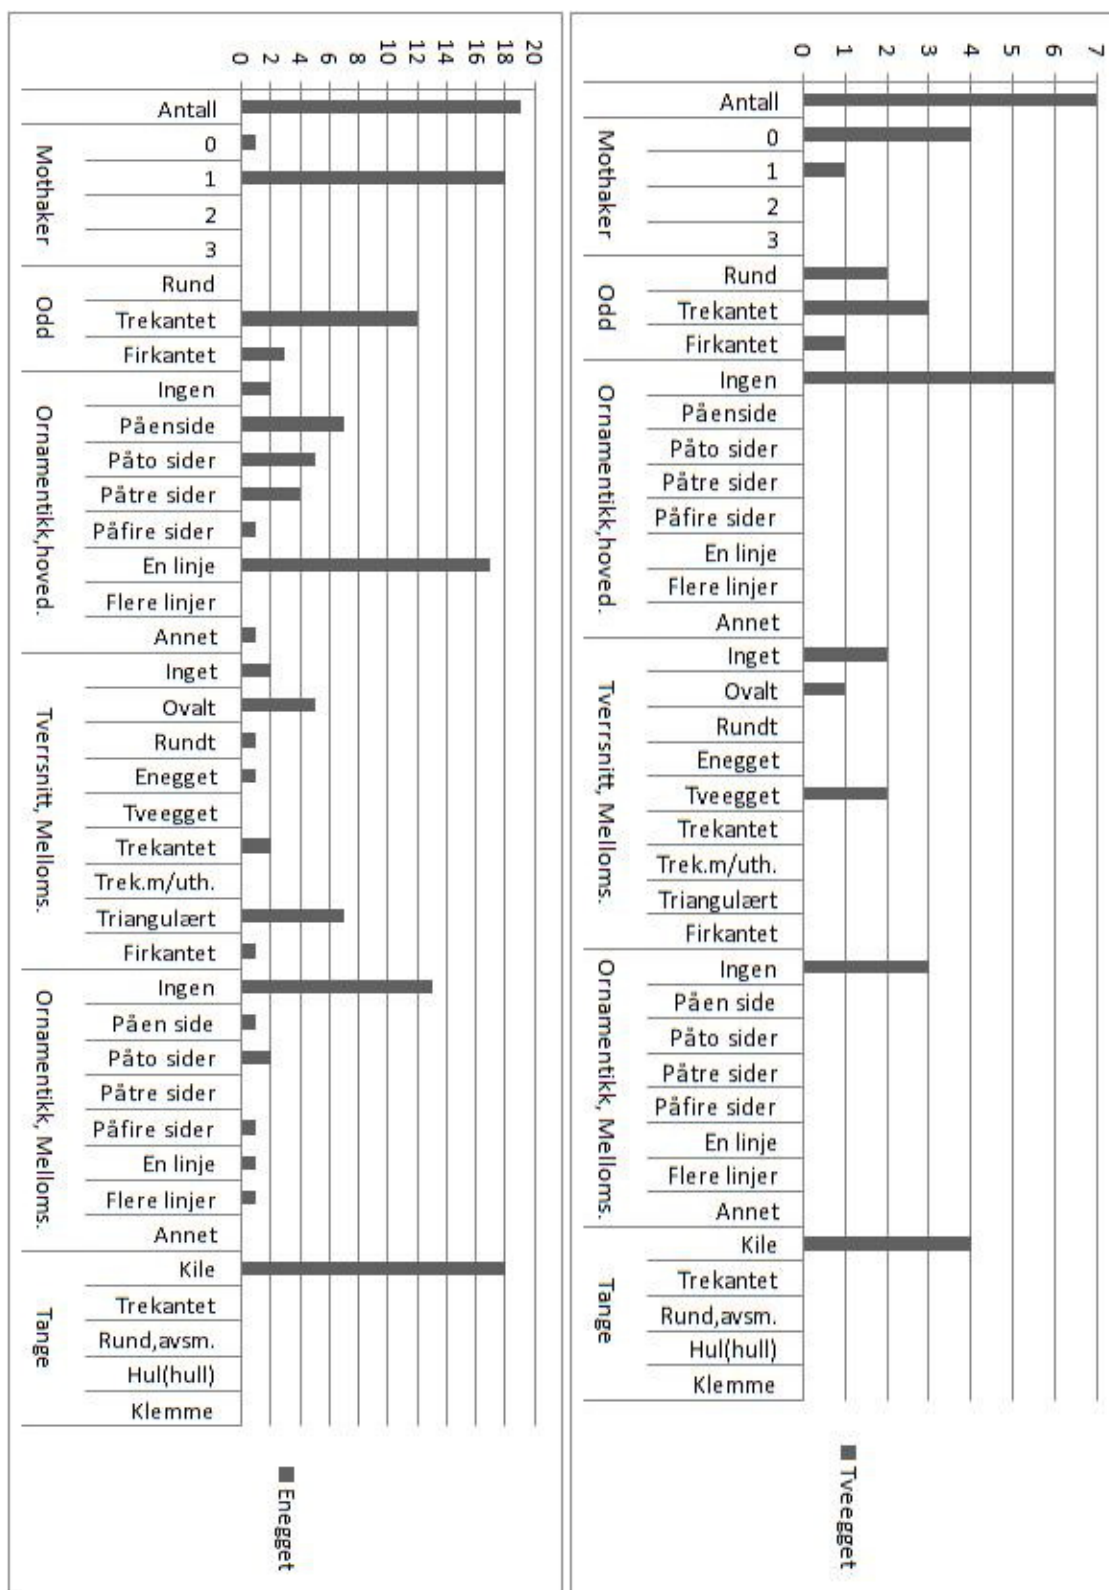 0 1 2 3 4 5 6 7
Antall
Mothaker
0
1
2
3
Odd
Rund
Trekantet
Firkantet
Ornamentikk,hoved.
Ingen
Påenside
Påto sider
Påtre sider
Påfire sider
En linje
Flere linjer
Annet
Tverrsnitt, Melloms.
Inget
Ovalt
Rundt
Enegget
Tveegget
Trekantet
Trek.m/uth.
Triangulært
Firkantet
Ornamentikk, Melloms.
Ingen
Påen side
Påto sider
Påtre sider
Påfire sider
En linje
Flere linjer
Annet
Tange
Kile
Trekantet
Rund,avsm.
Hul(hull)
Klemme
Tveegget
0 2 4 6 8 10 12 14 16 18 20
Antall
Mothaker
0
1
2
3
Odd
Rund
Trekantet
Firkantet
Ornamentikk,hoved.
Ingen
Påenside
Påto sider
Påtre sider
Påfire sider
En linje
Flere linjer
Annet
Tverrsnitt, Melloms.
Inget
Ovalt
Rundt
Enegget
Tveegget
Trekantet
Trek.m/uth.
Triangulært
Firkantet
Ornamentikk, Melloms.
Ingen
Påen side
Påto sider
Påtre sider
Påfire sider
En linje
Flere linjer
Annet
Tange
Kile
Trekantet
Rund,avsm.
Hul(hull)
Klemme
Enegget